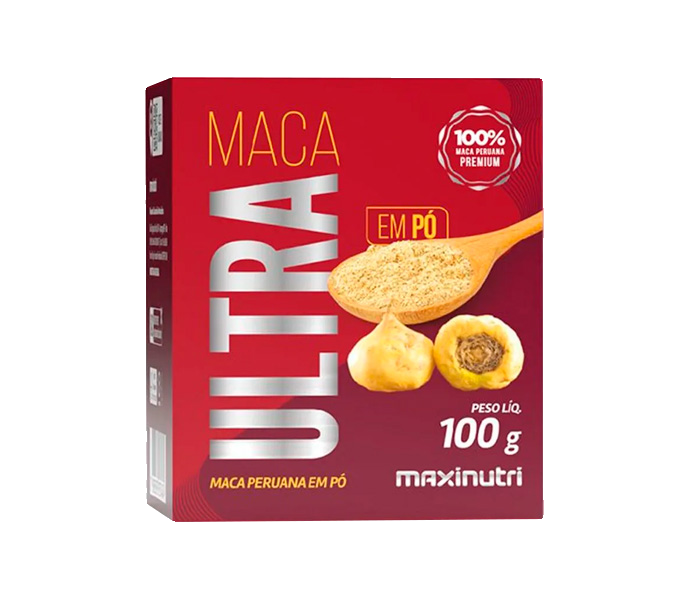 MACA
ULTRA
100%
MACA PERUANA
PREMIUM
EM PÓ
PESO LÍQ.
100 g
MACA PERUANA EM PÓ
maxinutri